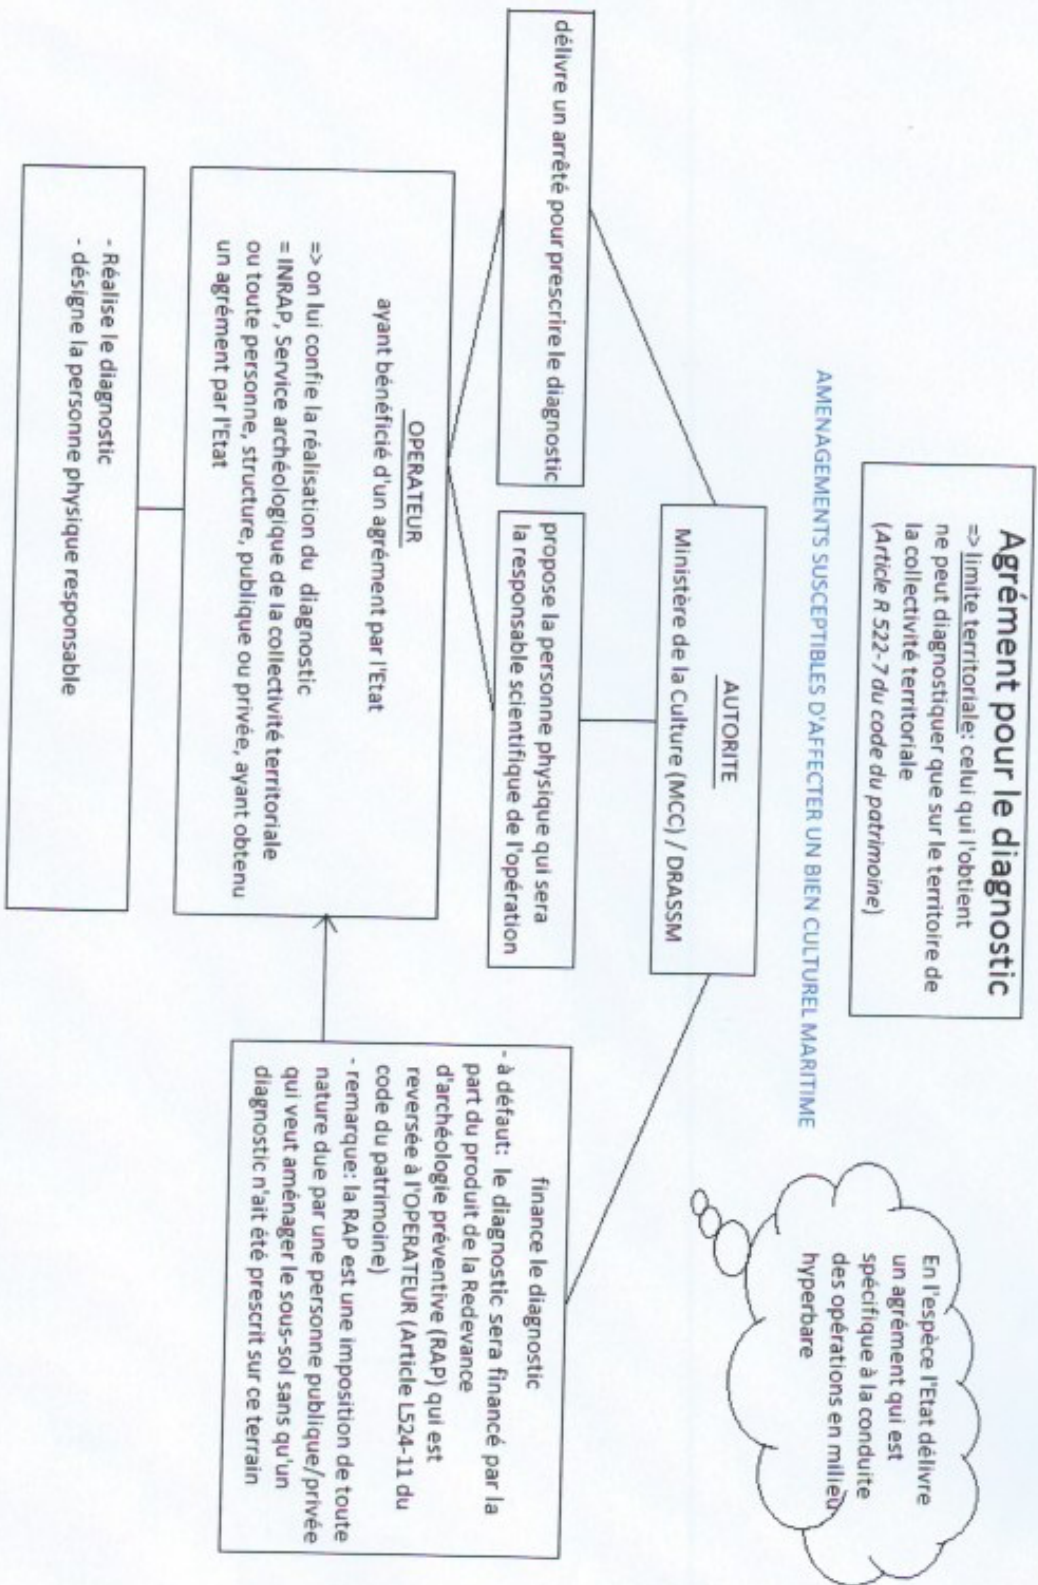 Agrément pour le diagnostic
=> limite territoriale: celui qui l'obtient
ne peut diagnostiquer que sur le territoire de
la collectivité territoriale
(Article R 522-7 du code du patrimoine)
En l'espèce l'Etat délivre
un agrément qui est
spécifique à la conduite
des opérations en milieu
hyperbare
AMENAGEMENTS SUSCEPTIBLES D'AFFECTER UN BIEN CULTUREL MARITIME
AUTORITE
Ministère de la Culture (MCC) / DRASSM
délivre un arrêté pour prescrire le diagnostic
propose la personne physique qui sera
la responsable scientifique de l'opération
finance le diagnostic
- à défaut: le diagnostic sera financé par la
part du produit de la Redevance
d'archéologie préventive (RAP) qui est
reversée à l'OPERATEUR (Article L524-11 du
code du patrimoine)
- remarque: la RAP est une imposition de toute
nature due par une personne publique/privée
qui veut aménager le sous-sol sans qu'un
diagnostic n'ait été prescrit sur ce terrain
OPERATEUR
ayant bénéficié d'un agrément par l'Etat
=> on lui confie la réalisation du diagnostic
= INRAP, Service archéologique de la collectivité territoriale
ou toute personne, structure, publique ou privée, ayant obtenu
un agrément par l'Etat
- Réalise le diagnostic
- désigne la personne physique responsable